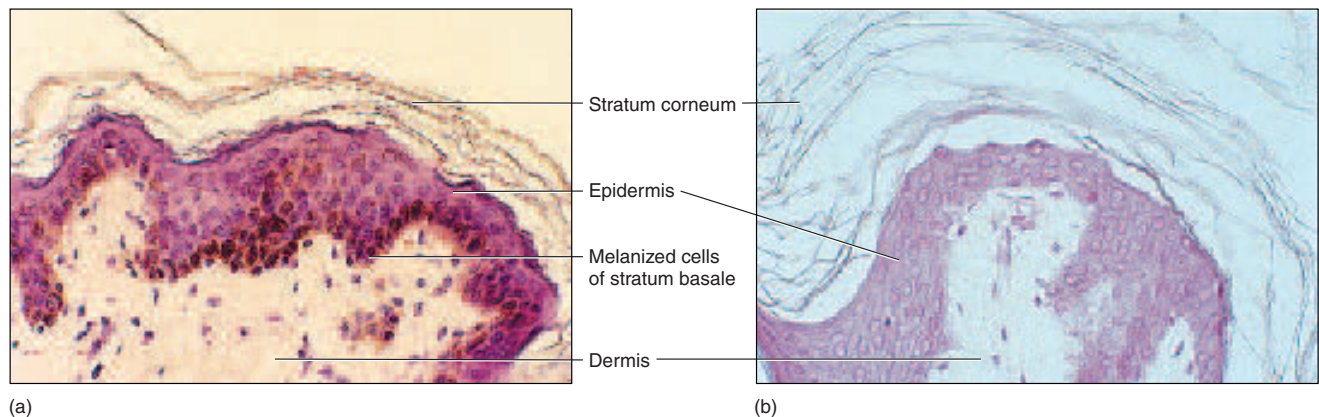 Stratum corneum
Epidermis
Melanized cells
of stratum basale
Dermis
(a)
(b)